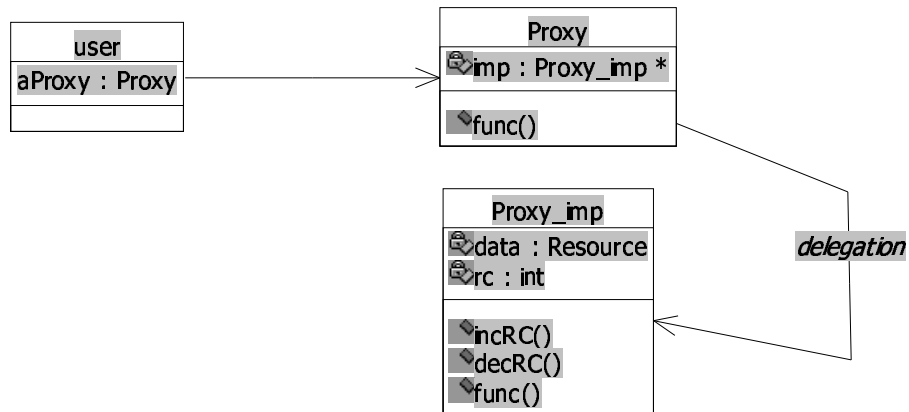 user
aProxy : Proxy
Proxy
imp : Proxy_imp *
func()
Proxy_imp
data : Resource
rc : int
incRC()
decRC()
func()
delegation